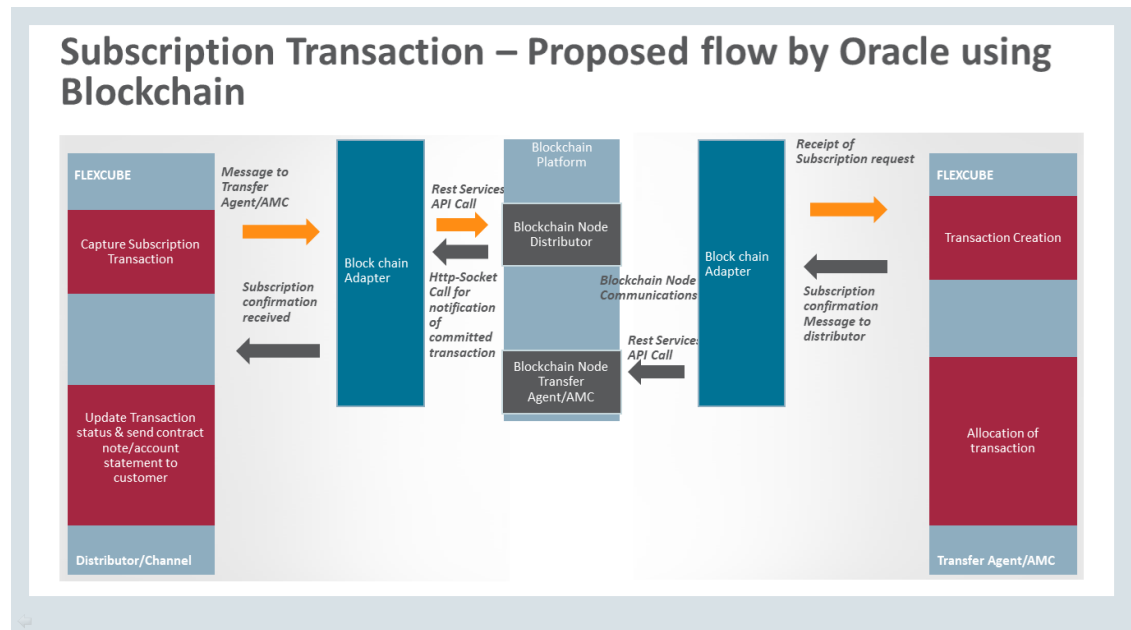 Subscription Transaction – Proposed flow by Oracle using
Blockchain
FLEXCUBE
Capture Subscription
Transaction
Update Transaction
status & send contract
note/account
statement to
customer
Distributor/Channel
Message to
Transfer
Agent/AMC
Subscription
confirmation
received
Block chain
Adapter
Rest Services
API Call
Http-Socket
Call for
notification
of
committed
transaction
Blockchain
Platform
Blockchain Node
Distributor
Blockchain Node
Transfer
Agent/AMC
Blockchain Node
Communications
Rest Services
API Call
Block chain
Adapter
Receipt of
Subscription request
Subscription
confirmation
Message to
distributor
FLEXCUBE
Transaction Creation
Allocation of
transaction
Transfer Agent/AMC